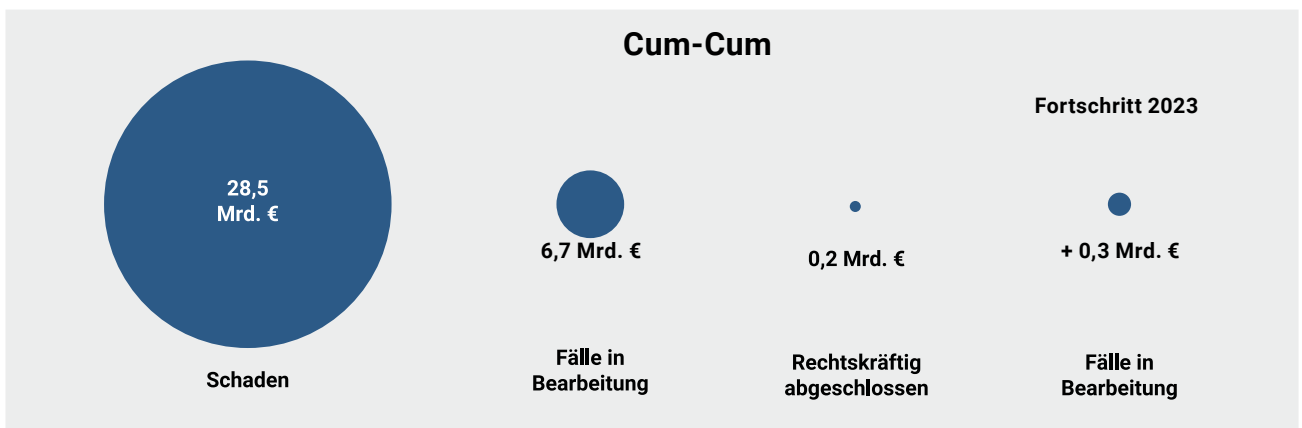 Cum-Cum
Fortschritt 2023
28,5
Mrd. €
6,7 Mrd. €
0,2 Mrd. €
+ 0,3 Mrd. €
Schaden
Fälle in
Bearbeitung
Rechtskräftig
abgeschlossen
Fälle in
Bearbeitung